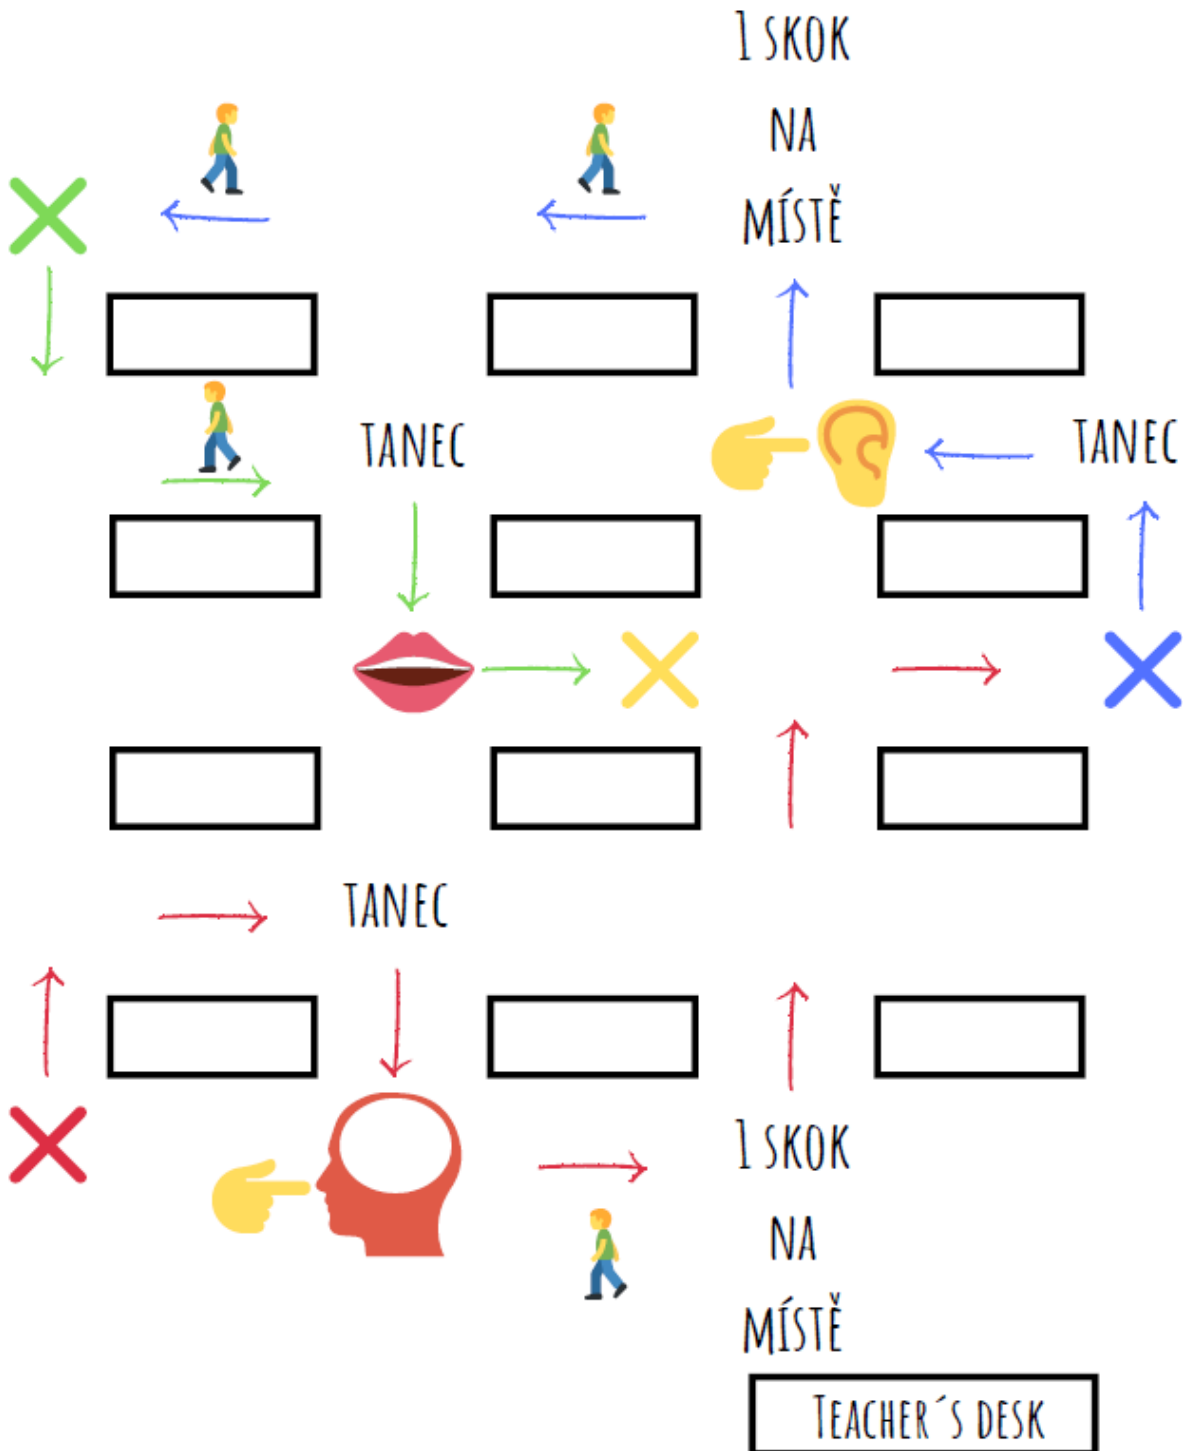 1 SKOK
NA
MÍSTĚ
TANEC
TANEC
TANEC
1 SKOK
NA
MÍSTĚ
TEACHER´S DESK